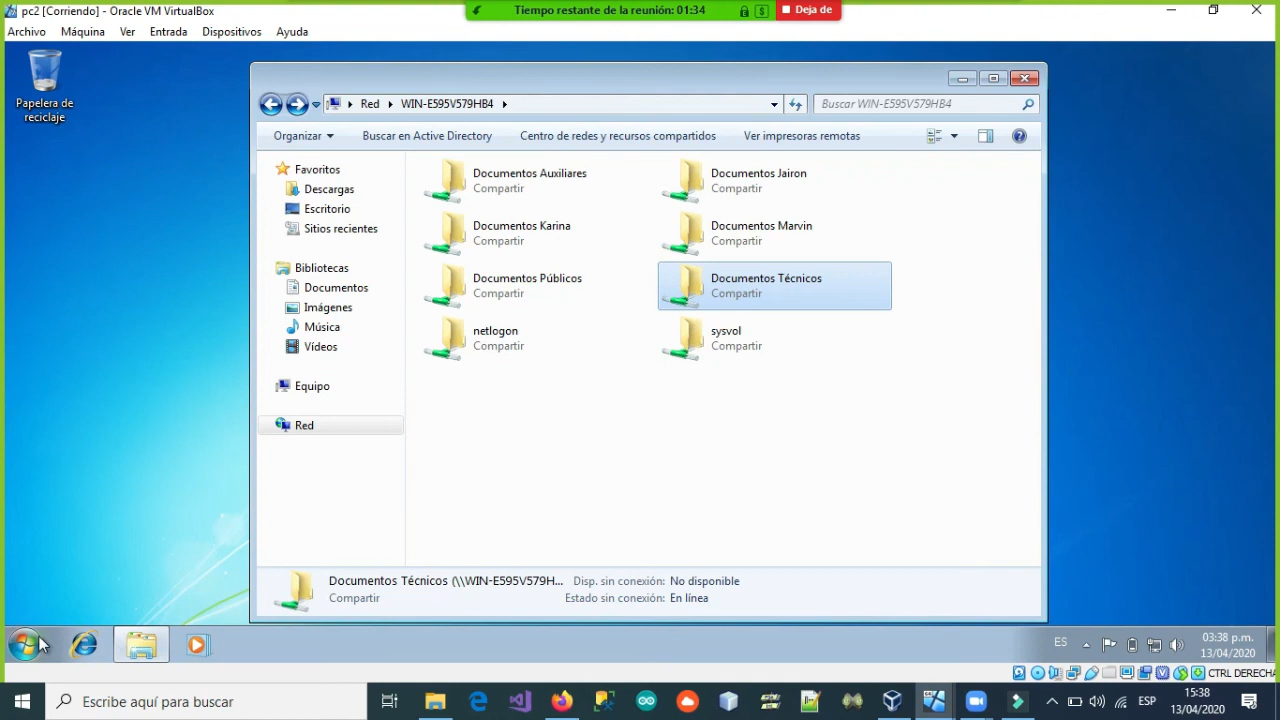 pc2 [Corriendo] - Oracle VM VirtualBox
Tiempo restante de la reunión: 01:34
Deja de
Archivo Máquina Ver Entrada Dispositivos Ayuda
Papelera de
reciclaje
Red WIN-E595V579HB4
Buscar WIN-E595V579HB4
Organizar Buscar en Active Directory Centro de redes y recursos compartidos Ver impresoras remotas
Favoritos
Descargas
Escritorio
Sitios recientes
Bibliotecas
Documentos
Imágenes
Música
Vídeos
Equipo
Red
Documentos Auxiliares
Compartir
Documentos Jairon
Compartir
Documentos Karina
Compartir
Documentos Marvin
Compartir
Documentos Públicos
Compartir
Documentos Técnicos
Compartir
netlogon
Compartir
sysvol
Compartir
Documentos Técnicos (\\WIN-E595V579H... Disp. sin conexión: No disponible
Compartir Estado sin conexión: En línea
ES
03:38 p.m.
13/04/2020
CTRL DERECHA
Escribe aquí para buscar
ESP
15:38
13/04/2020